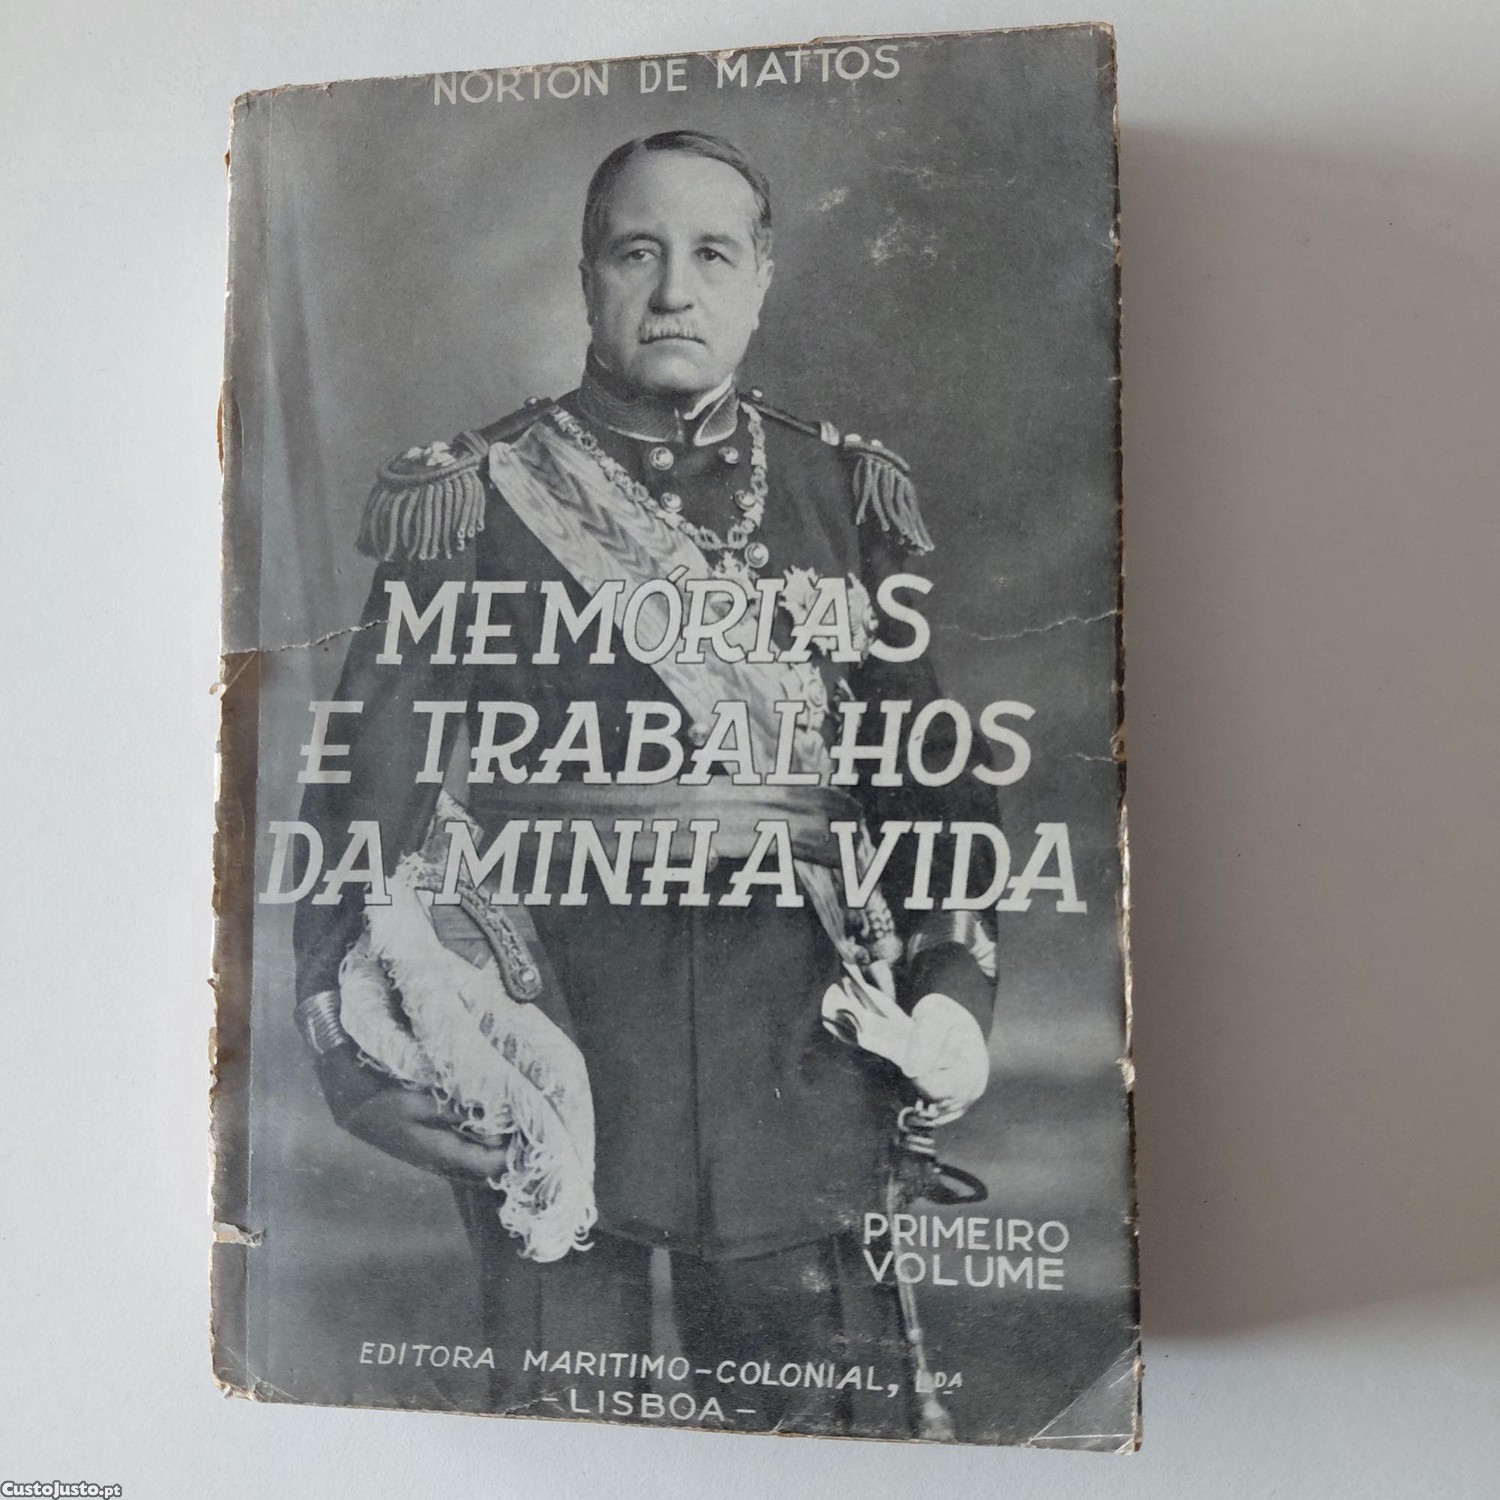 NORTON DE MATTOS
MEMÓRIAS
E TRABALHOS
DA MINHA VIDA
PRIMEIRO
VOLUME
EDITORA MARITIMO-COLONIAL, LDA
-LISBOA-
CustoJusto.pt